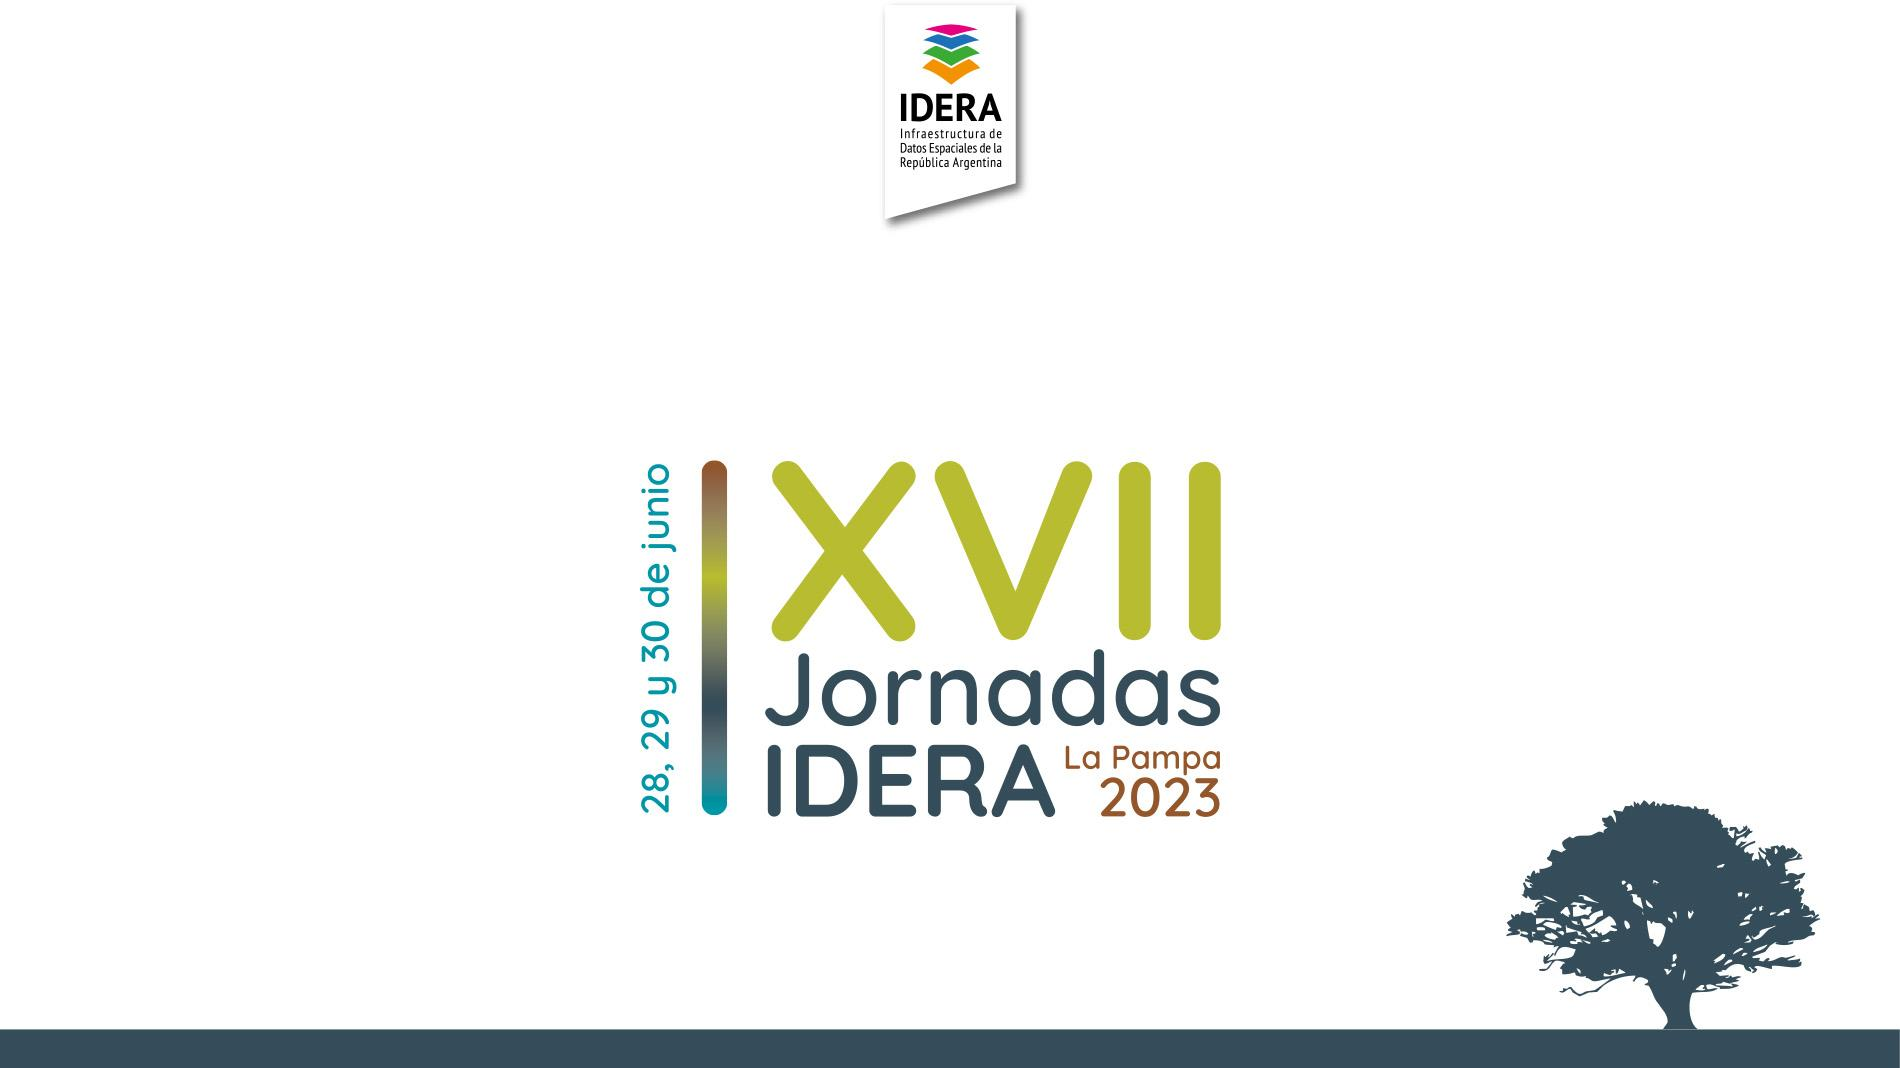 IDERA
Infraestructura de
Datos Espaciales de la
República Argentina
28, 29 y 30 de junio
XVII
Jornadas
IDERA
La Pampa
2023